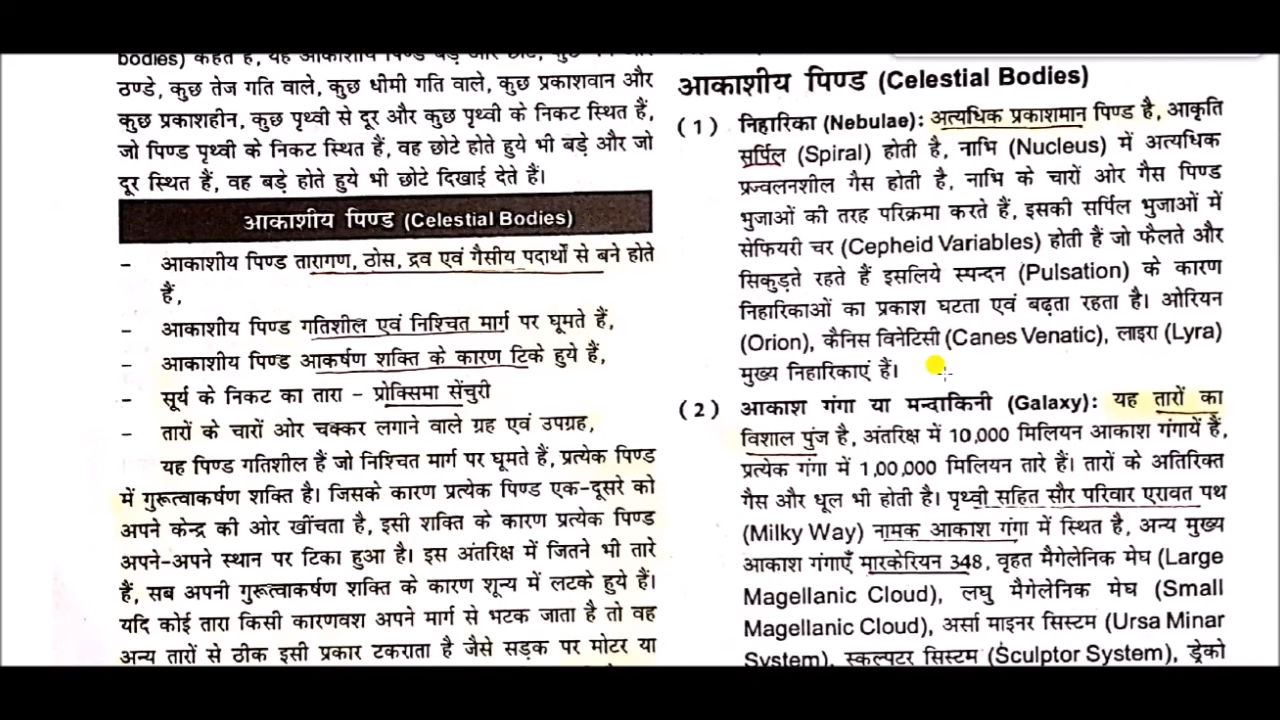 bodies) कहते हैं, यह आकाशीय पिण्ड बड़े और छोटे, कुछ
ठण्डे, कुछ तेज गति वाले, कुछ धीमी गति वाले, कुछ प्रकाशवान और
कुछ प्रकाशहीन, कुछ पृथ्वी से दूर और कुछ पृथ्वी के निकट स्थित हैं,
जो पिण्ड पृथ्वी के निकट स्थित हैं, वह छोटे होते हुये भी बड़े और जो
दूर स्थित हैं, वह बड़े होते हुये भी छोटे दिखाई देते हैं।
आकाशीय पिण्ड (Celestial Bodies)
- आकाशीय पिण्ड तारागण, ठोस, द्रव एवं गैसीय पदार्थों से बने होते
हैं,
- आकाशीय पिण्ड गतिशील एवं निश्चित मार्ग पर घूमते हैं,
- आकाशीय पिण्ड आकर्षण शक्ति के कारण टिके हुये हैं,
- सूर्य के निकट का तारा - प्रोक्सिमा सेंचुरी
- तारों के चारों ओर चक्कर लगाने वाले ग्रह एवं उपग्रह,
यह पिण्ड गतिशील हैं जो निश्चित मार्ग पर घूमते हैं, प्रत्येक पिण्ड
में गुरूत्वाकर्षण शक्ति है। जिसके कारण प्रत्येक पिण्ड एक-दूसरे को
अपने केन्द्र की ओर खींचता है, इसी शक्ति के कारण प्रत्येक पिण्ड
अपने-अपने स्थान पर टिका हुआ है। इस अंतरिक्ष में जितने भी तारे
हैं, सब अपनी गुरूत्वाकर्षण शक्ति के कारण शून्य में लटके हुये हैं।
यदि कोई तारा किसी कारणवश अपने मार्ग से भटक जाता है तो वह
अन्य तारों से ठीक इसी प्रकार टकराता है जैसे सड़क पर मोटर या
आकाशीय पिण्ड (Celestial Bodies)
(1) निहारिका (Nebulae): अत्यधिक प्रकाशमान पिण्ड है, आकृति
सर्पिल (Spiral) होती है, नाभि (Nucleus) में अत्यधिक
प्रज्वलनशील गैस होती है, नाभि के चारों ओर गैस पिण्ड
भुजाओं की तरह परिक्रमा करते हैं, इसकी सर्पिल भुजाओं में
सेफियरी चर (Cepheid Variables) होती हैं जो फैलते और
सिकुड़ते रहते हैं इसलिये स्पन्दन (Pulsation) के कारण
निहारिकाओं का प्रकाश घटता एवं बढ़ता रहता है। ओरियन
(Orion), कैनिस विनेटिसी (Canes Venatic), लाइरा (Lyra)
मुख्य निहारिकाएं हैं।
(2) आकाश गंगा या मन्दाकिनी (Galaxy): यह तारों का
विशाल पुंज है, अंतरिक्ष में 10,000 मिलियन आकाश गंगायें हैं,
प्रत्येक गंगा में 1,00,000 मिलियन तारे हैं। तारों के अतिरिक्त
गैस और धूल भी होती है। पृथ्वी सहित सौर परिवार एरावत पथ
(Milky Way) नामक आकाश गंगा में स्थित है, अन्य मुख्य
आकाश गंगाएँ मारकेरियन 348, वृहत मैगेलेनिक मेघ (Large
Magellanic Cloud), लघु मैगेलेनिक मेघ (Small
Magellanic Cloud), अर्सा माइनर सिस्टम (Ursa Minar
System), स्कल्पटर सिस्टम (Sculptor System), ड्रेको